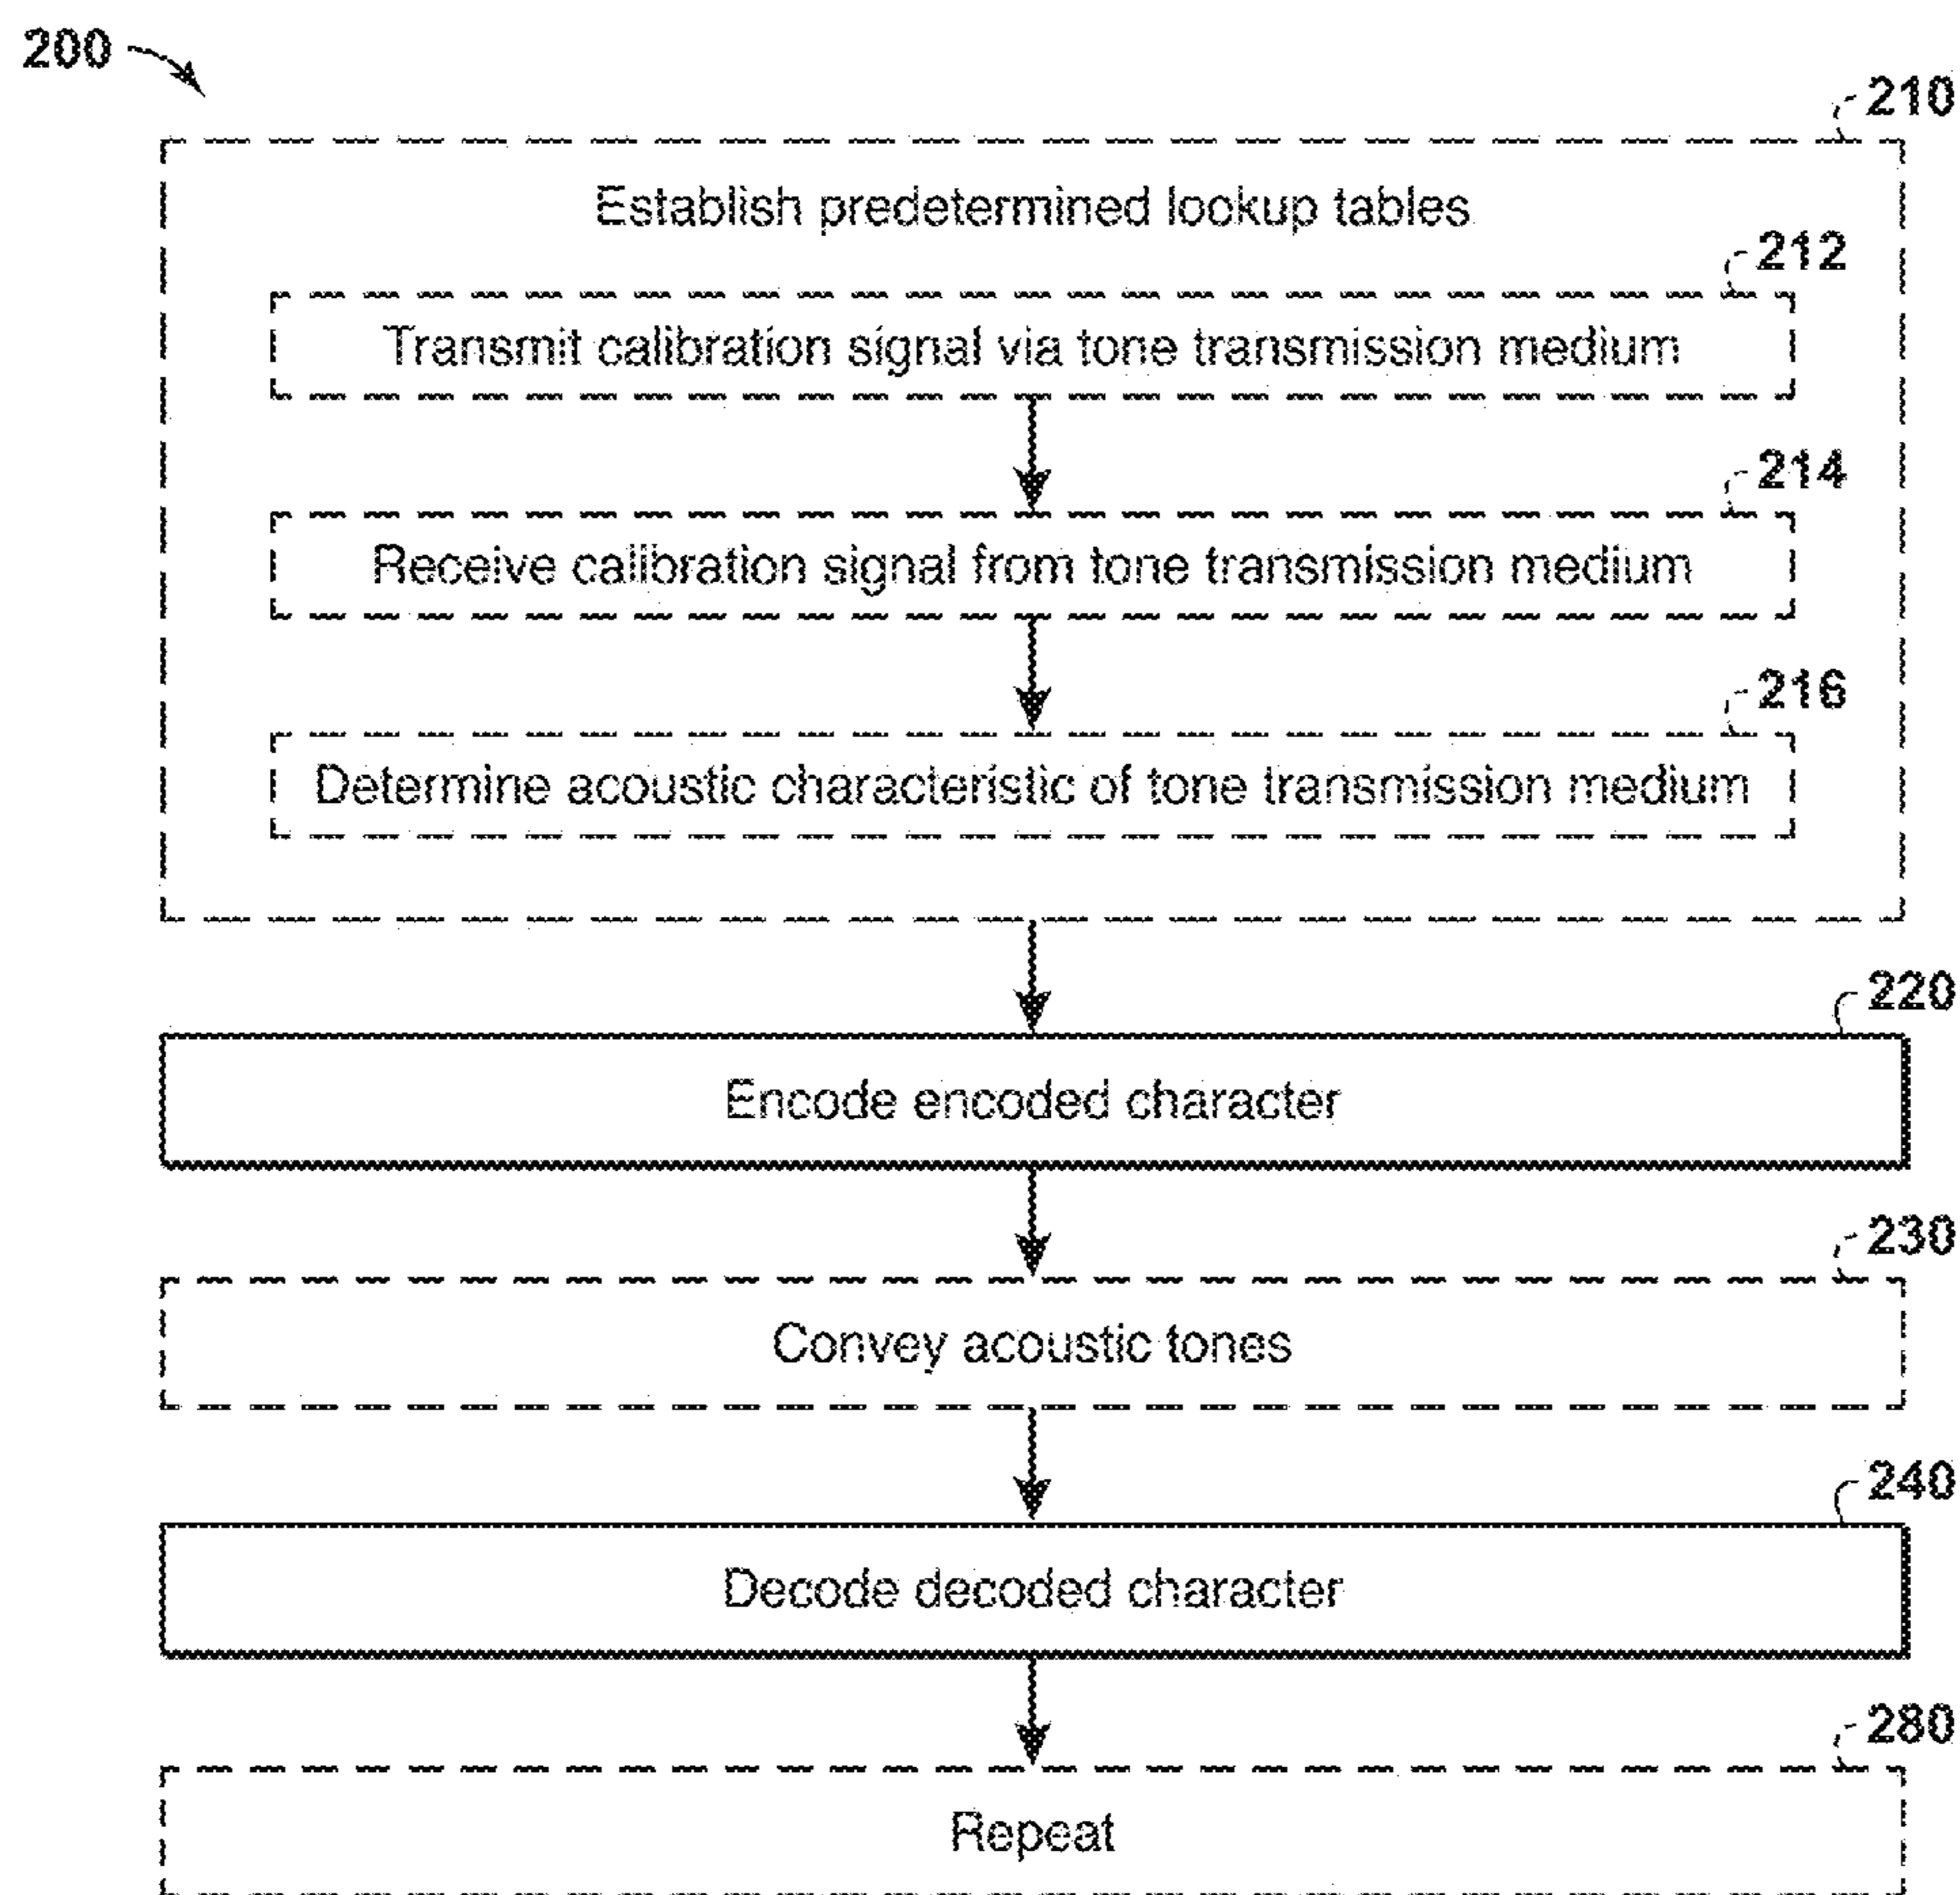 200
210
Establish predetermined lookup tables
212
Transmit calibration signal via tone transmission medium
214
Receive calibration signal from tone transmission medium
216
Determine acoustic characteristic of tone transmission medium
220
Encode encoded character
230
Convey acoustic tones
240
Decode decoded character
280
Repeat